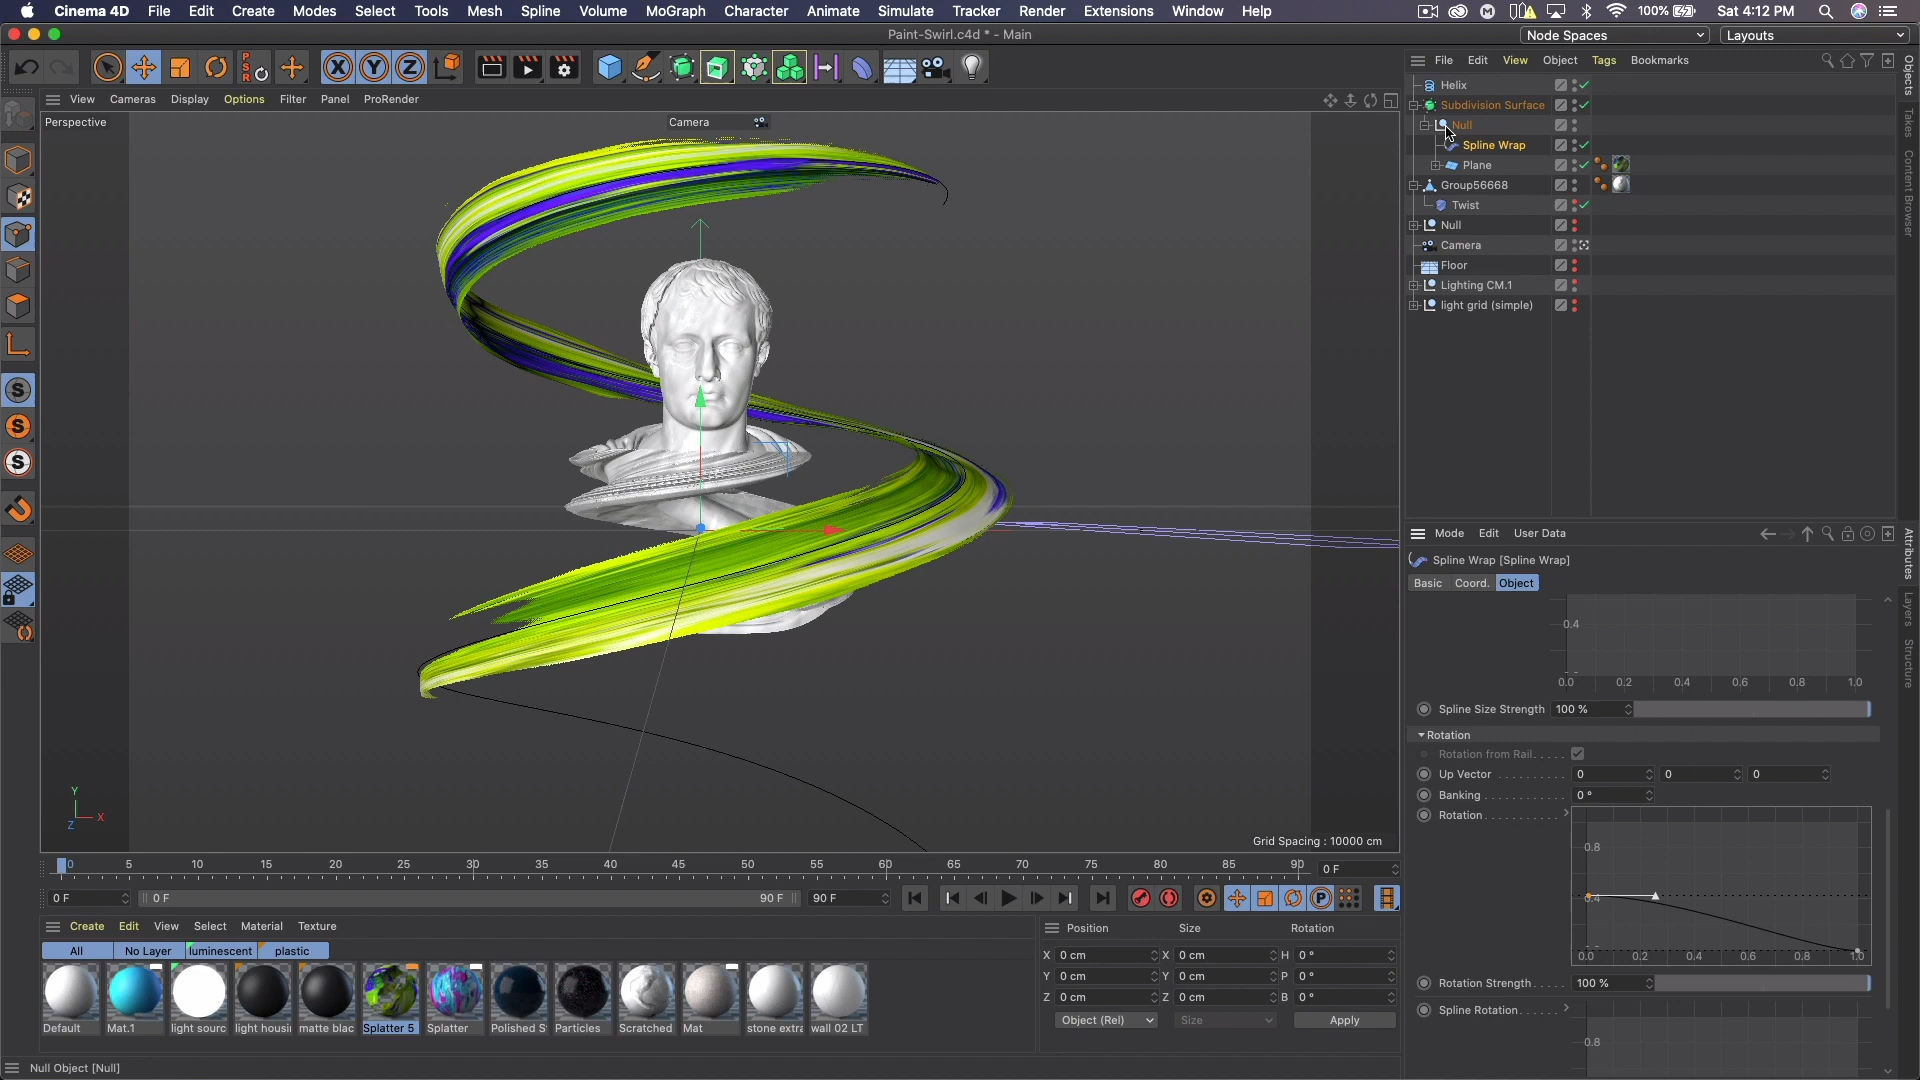 Cinema 4D File Edit Create Modes Select Tools Mesh Spline Volume MoGraph Character Animate Simulate Tracker Render Extensions Window Help 100% Sat 4:12 PM
Paint-Swirl.c4d * - Main
Node Spaces Layouts
PSR X Y Z
View Cameras Display Options Filter Panel ProRender
Perspective
Camera
Grid Spacing : 10000 cm
Y
X
Z
S
S
S
File Edit View Object Tags Bookmarks
Helix
Subdivision Surface
Null
Spline Wrap
Plane
Group56668
Twist
Null
Camera
Floor
Lighting CM.1
light grid (simple)
Objects
Takes
Content Browser
Mode Edit User Data
Spline Wrap [Spline Wrap]
Basic Coord. Object
0.4
0.0 0.2 0.4 0.6 0.8 1.0
Spline Size Strength 100 %
Rotation
Rotation from Rail. . . . .
Up Vector . . . . . . . . . . 0 0 0
Banking. . . . . . . . . . . . 0 °
Rotation. . . . . . . . . . .
0.8
0.4
0.0 0.2 0.4 0.6 0.8 1.0
Rotation Strength. . . . 100 %
Spline Rotation. . . . . .
0.8
Attributes
Layers
Structure
0 5 10 15 20 25 30 35 40 45 50 55 60 65 70 75 80 85 90 0 F
0 F 0 F 90 F 90 F P
Create Edit View Select Material Texture
All No Layer luminescent plastic
Default Mat.1 light sourc light housi matte blac Splatter 5 Splatter Polished S Particles Scratched Mat stone extra wall 02 LT
Position Size Rotation
X 0 cm X 0 cm H 0 °
Y 0 cm Y 0 cm P 0 °
Z 0 cm Z 0 cm B 0 °
Object (Rel) Size Apply
Null Object [Null]